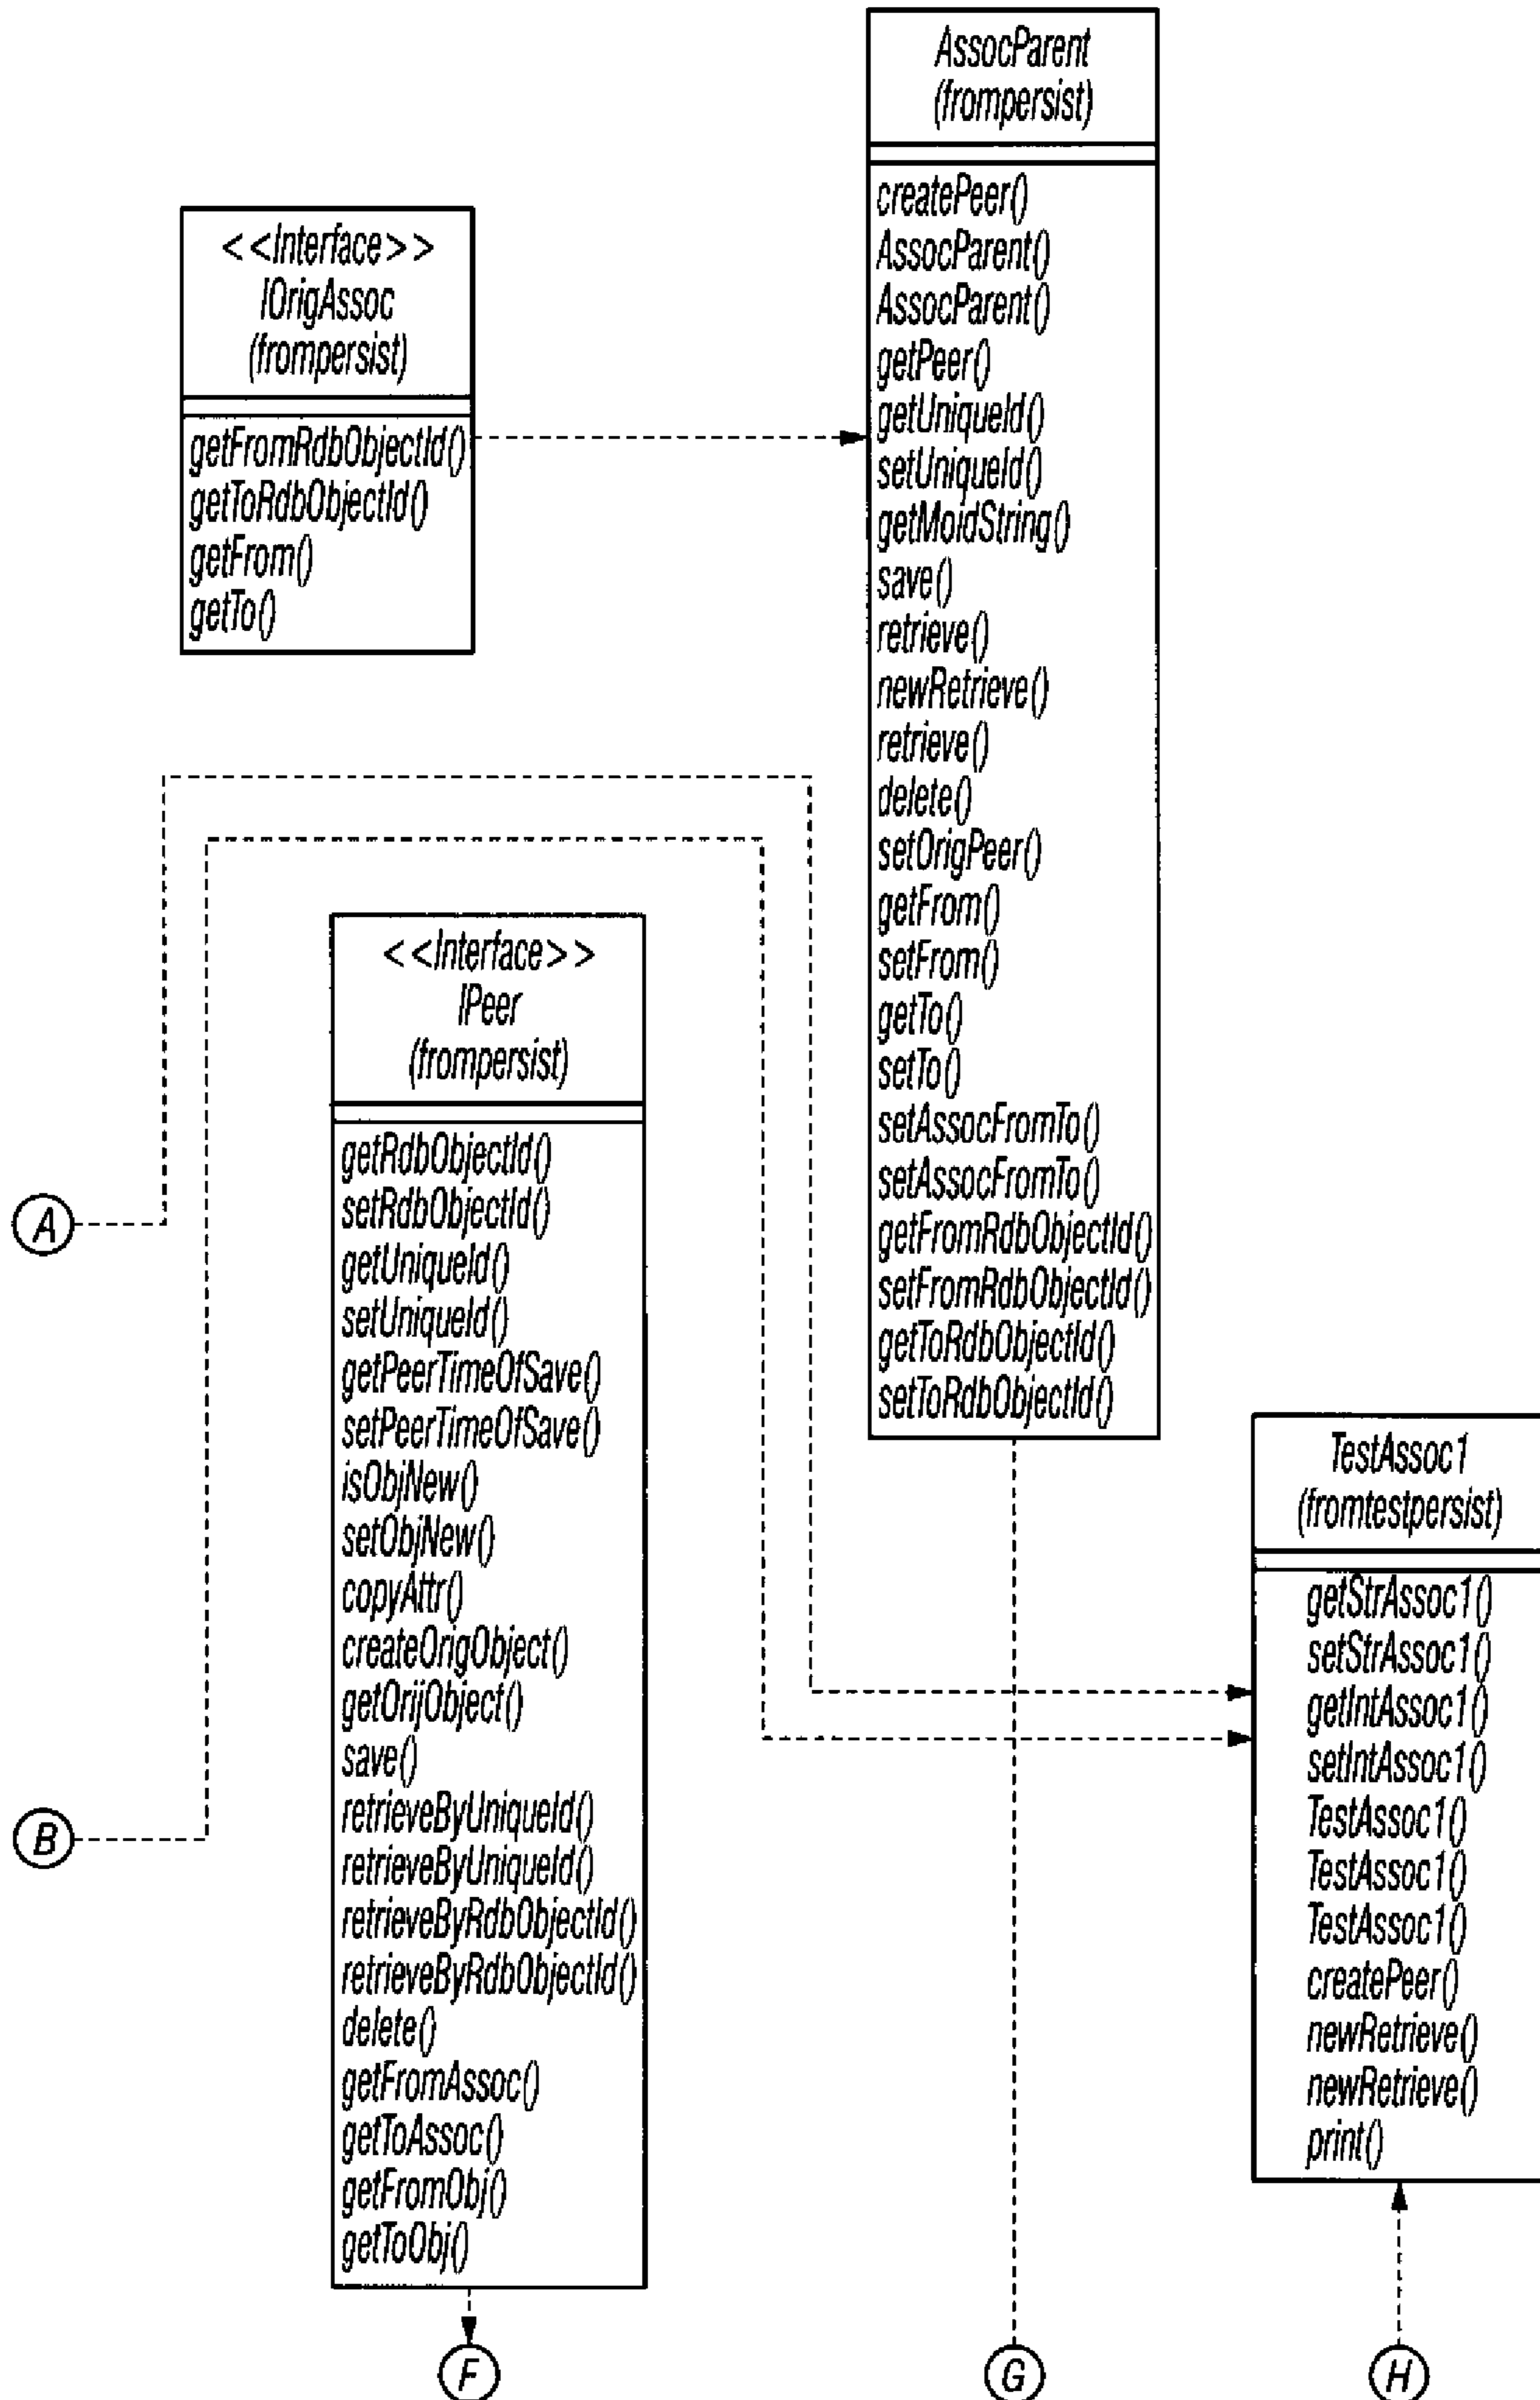 AssocParent
(frompersist)
createPeer()
AssocParent()
AssocParent()
getPeer()
getUniqueId()
setUniqueId()
getMoidString()
save()
retrieve()
newRetrieve()
retrieve()
delete()
setOrigPeer()
getFrom()
setFrom()
getTo()
setTo()
setAssocFromTo()
setAssocFromTo()
getFromRdbObjectId()
setFromRdbObjectId()
getToRdbObjectId()
setToRdbObjectId()
<<Interface>>
IOrigAssoc
(frompersist)
getFromRdbObjectId()
getToRdbObjectId()
getFrom()
getTo()
<<Interface>>
IPeer
(frompersist)
getRdbObjectId()
setRdbObjectId()
getUniqueId()
setUniqueId()
getPeerTimeOfSave()
setPeerTimeOfSave()
isObjNew()
setObjNew()
copyAttr()
createOrigObject()
getOrijObject()
save()
retrieveByUniqueId()
retrieveByUniqueId()
retrieveByRdbObjectId()
retrieveByRdbObjectId()
delete()
getFromAssoc()
getToAssoc()
getFromObj()
getToObj()
A
B
TestAssoc1
(fromtestpersist)
getStrAssoc1()
setStrAssoc1()
getIntAssoc1()
setIntAssoc1()
TestAssoc1()
TestAssoc1()
TestAssoc1()
createPeer()
newRetrieve()
newRetrieve()
print()
F
G
H